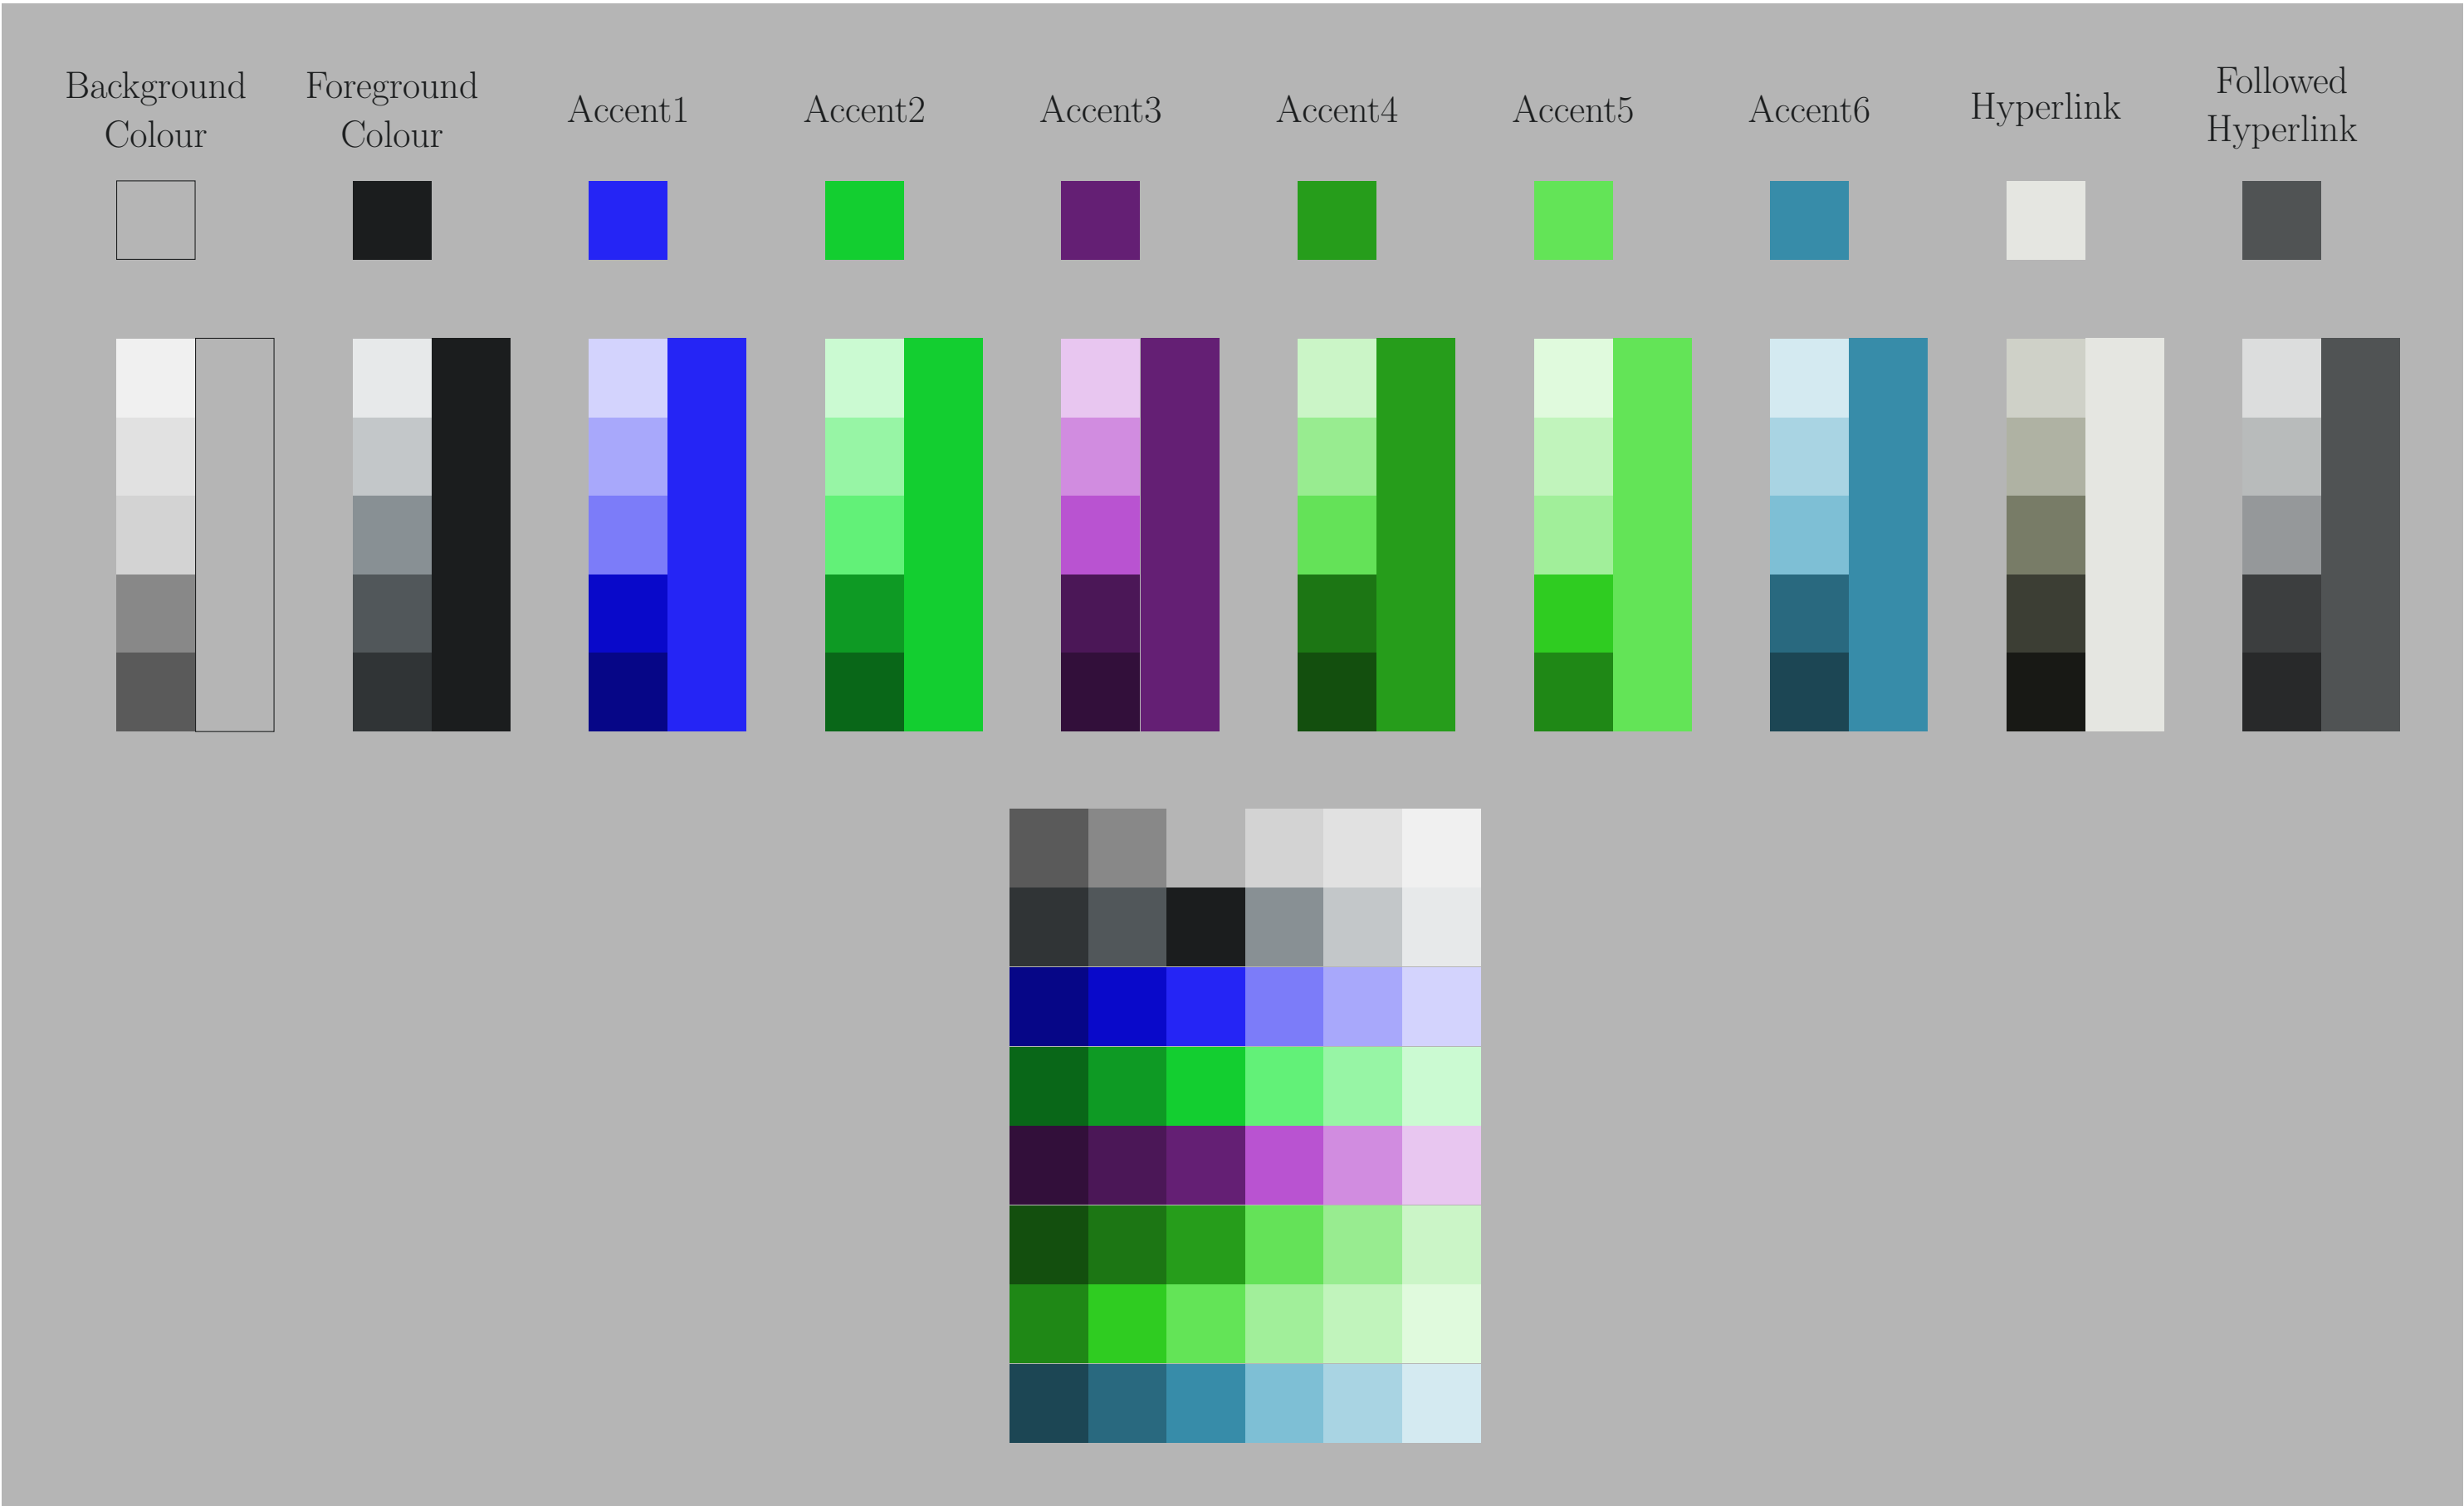 Background
Colour
Foreground
Colour
Accent1
Accent2
Accent3
Accent4
Accent5
Accent6
Hyperlink
Followed
Hyperlink